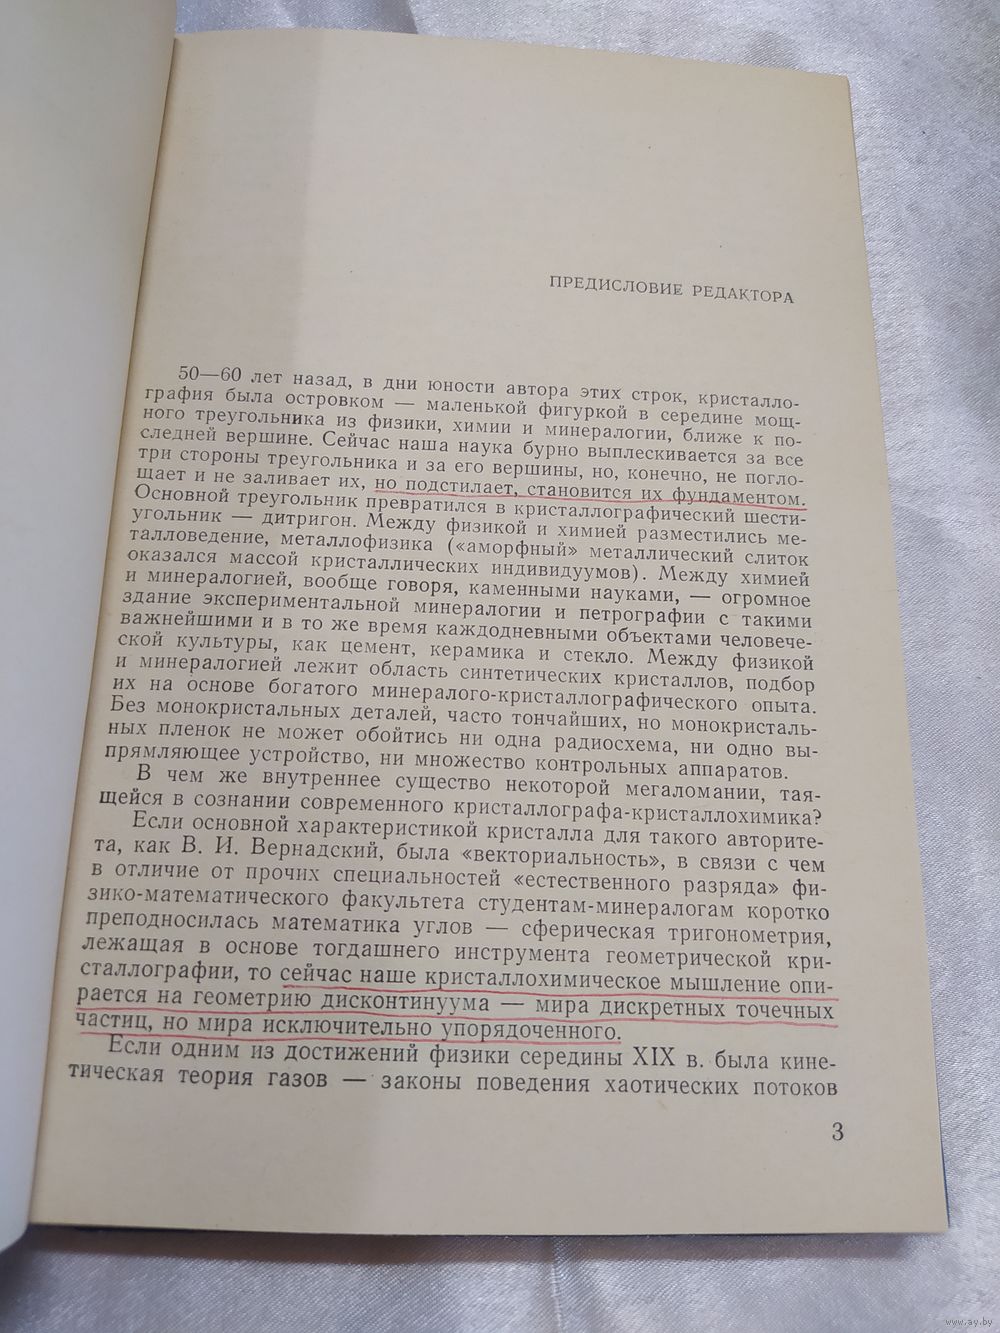 ПРЕДИСЛОВИЕ РЕДАКТОРА
50—60 лет назад, в дни юности автора этих строк, кристалло-
графия была островком — маленькой фигуркой в середине мощ-
ного треугольника из физики, химии и минералогии, ближе к по-
следней вершине. Сейчас наша наука бурно выплескивается за все
три стороны треугольника и за его вершины, но, конечно, не погло-
щает и не заливает их, но подстилает, становится их фундаментом.
Основной треугольник превратился в кристаллографический шести-
угольник — дитригон. Между физикой и химией разместились ме-
талловедение, металлофизика («аморфный» металлический слиток
оказался массой кристаллических индивидуумов). Между химией
и минералогией, вообще говоря, каменными науками, — огромное
здание экспериментальной минералогии и петрографии с такими
важнейшими и в то же время каждодневными объектами человече-
ской культуры, как цемент, керамика и стекло. Между физикой
и минералогией лежит область синтетических кристаллов, подбор
их на основе богатого минералого-кристаллографического опыта.
Без монокристальных деталей, часто тончайших, но монокристаль-
ных пленок не может обойтись ни одна радиосхема, ни одно вы-
прямляющее устройство, ни множество контрольных аппаратов.
В чем же внутреннее существо некоторой мегаломании, тая-
щейся в сознании современного кристаллографа-кристаллохимика?
Если основной характеристикой кристалла для такого авторите-
та, как В. И. Вернадский, была «векториальность», в связи с чем
в отличие от прочих специальностей «естественного разряда» фи-
зико-математического факультета студентам-минералогам коротко
преподносилась математика углов — сферическая тригонометрия,
лежащая в основе тогдашнего инструмента геометрической кри-
сталлографии, то сейчас наше кристаллохимическое мышление опи-
рается на геометрию дисконтинуума — мира дискретных точечных
частиц, но мира исключительно упорядоченного.
Если одним из достижений физики середины XIX в. была кине-
тическая теория газов — законы поведения хаотических потоков
3
www.ay.by